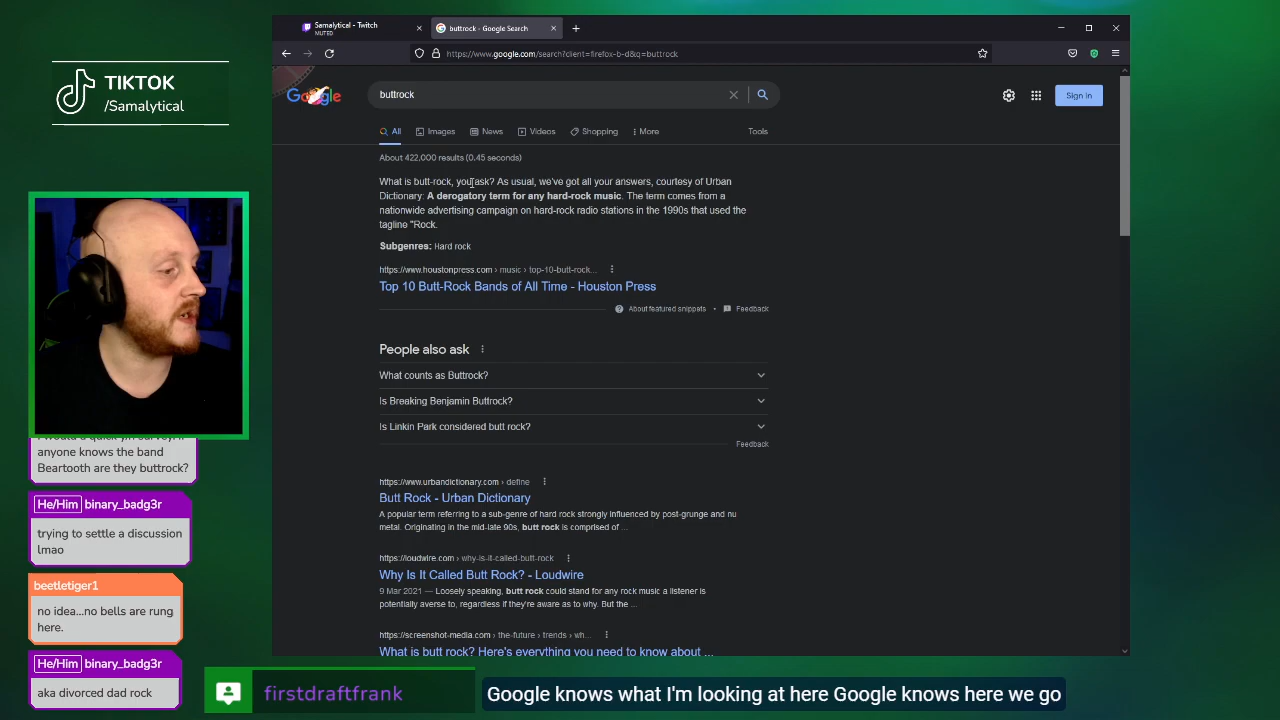 TIKTOK
/Samalytical
Samalytical - Twitch
MUTED
buttrock - Google Search
https://www.google.com/search?client=firefox-b-d&q=buttrock
Google
buttrock
Sign in
All
Images
News
Videos
Shopping
More
Tools
About 422,000 results (0.45 seconds)
What is butt-rock, you ask? As usual, we've got all your answers, courtesy of Urban
Dictionary: A derogatory term for any hard-rock music. The term comes from a
nationwide advertising campaign on hard-rock radio stations in the 1990s that used the
tagline "Rock.
Subgenres: Hard rock
https://www.houstonpress.com › music › top-10-butt-rock...
Top 10 Butt-Rock Bands of All Time - Houston Press
About featured snippets • Feedback
People also ask
What counts as Buttrock?
Is Breaking Benjamin Buttrock?
Is Linkin Park considered butt rock?
Feedback
https://www.urbandictionary.com › define
Butt Rock - Urban Dictionary
A popular term referring to a sub-genre of hard rock strongly influenced by post-grunge and nu
metal. Originating in the mid-late 90s, butt rock is comprised of ...
https://loudwire.com › why-is-it-called-butt-rock
Why Is It Called Butt Rock? - Loudwire
9 Mar 2021 — Loosely speaking, butt rock could stand for any rock music a listener is
potentially averse to, regardless if they're aware as to why. But the ...
https://screenshot-media.com › the-future › trends › wh...
What is butt rock? Here's everything you need to know about ...
anyone knows the band
Beartooth are they buttrock?
He/Him binary_badg3r
trying to settle a discussion
lmao
beetletiger1
no idea...no bells are rung
here.
He/Him binary_badg3r
aka divorced dad rock
firstdraftfrank
Google knows what I'm looking at here Google knows here we go